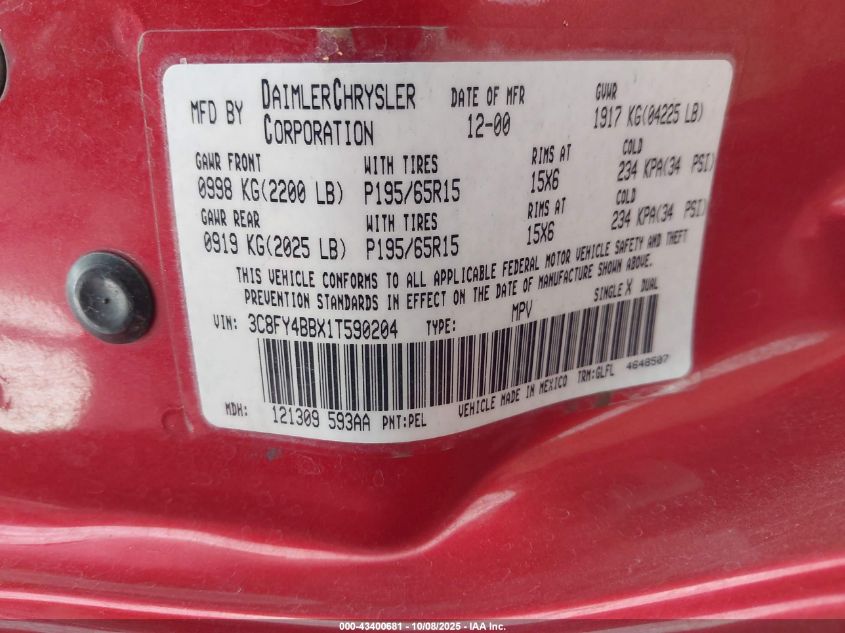 MFD BY DAIMLERCHRYSLER CORPORATION DATE OF MFR 12-00 GVWR 1917 KG(04225 LB)
GAWR FRONT WITH TIRES RIMS AT COLD
0998 KG(2200 LB) P195/65R15 15X6 234 KPA(34 PSI)
GAWR REAR WITH TIRES RIMS AT COLD
0919 KG(2025 LB) P195/65R15 15X6 234 KPA(34 PSI)
THIS VEHICLE CONFORMS TO ALL APPLICABLE FEDERAL MOTOR VEHICLE SAFETY AND THEFT
PREVENTION STANDARDS IN EFFECT ON THE DATE OF MANUFACTURE SHOWN ABOVE.
VIN: 3C8FY4BBX1T590204 TYPE: MPV SINGLE X DUAL
MDH: 121309 593AA PNT:PEL VEHICLE MADE IN MEXICO TRM:GLFL 4648507
000-43400681 - 10/08/2025 - IAA Inc.